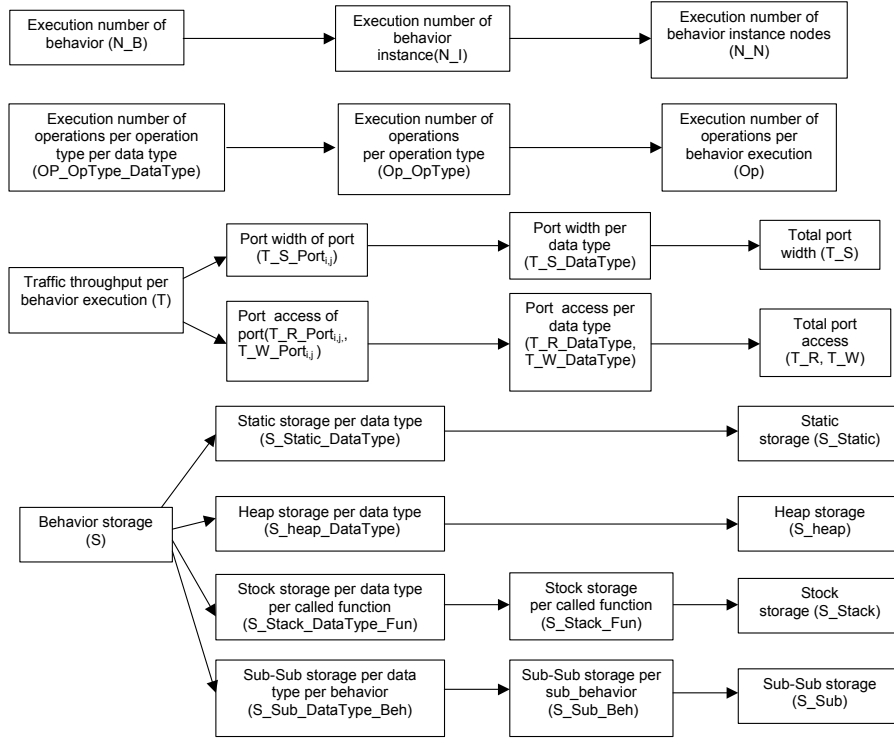 Execution number of
behavior (N_B)
Execution number of
behavior
instance(N_I)
Execution number of
behavior instance nodes
(N_N)
Execution number of
operations per operation
type per data type
(OP_OpType_DataType)
Execution number of
operations
per operation type
(Op_OpType)
Execution number of
operations per
behavior execution
(Op)
Traffic throughput per
behavior execution (T)
Port width of port
(T_S_Porti,j)
Port width per
data type
(T_S_DataType)
Total port
width (T_S)
Port access of
port(T_R_Porti,j,,
T_W_Porti,j )
Port access per
data type
(T_R_DataType,
T_W_DataType)
Total port
access
(T_R, T_W)
Behavior storage
(S)
Static storage per data type
(S_Static_DataType)
Static
storage (S_Static)
Heap storage per data type
(S_heap_DataType)
Heap storage
(S_heap)
Stock storage per data type
per called function
(S_Stack_DataType_Fun)
Stock storage
per called function
(S_Stack_Fun)
Stock
storage (S_Stack)
Sub-Sub storage per data
type per behavior
(S_Sub_DataType_Beh)
Sub-Sub storage per
sub_behavior
(S_Sub_Beh)
Sub-Sub storage
(S_Sub)